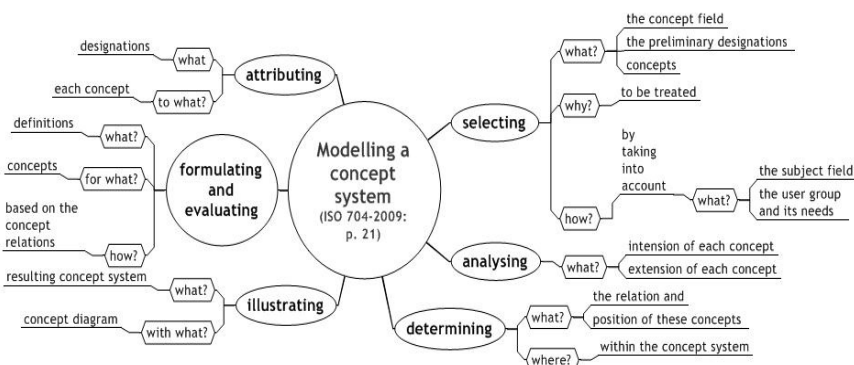 Modelling a
concept
system
(ISO 704-2009:
p. 21)
selecting
what?
the concept field
the preliminary designations
concepts
why?
to be treated
how?
by
taking
into
account
what?
the subject field
the user group
and its needs
analysing
what?
intension of each concept
extension of each concept
determining
what?
the relation and
position of these concepts
where?
within the concept system
illustrating
what?
resulting concept system
with what?
concept diagram
formulating
and
evaluating
what?
definitions
for what?
concepts
how?
based on the
concept
relations
attributing
what
designations
to what?
each concept